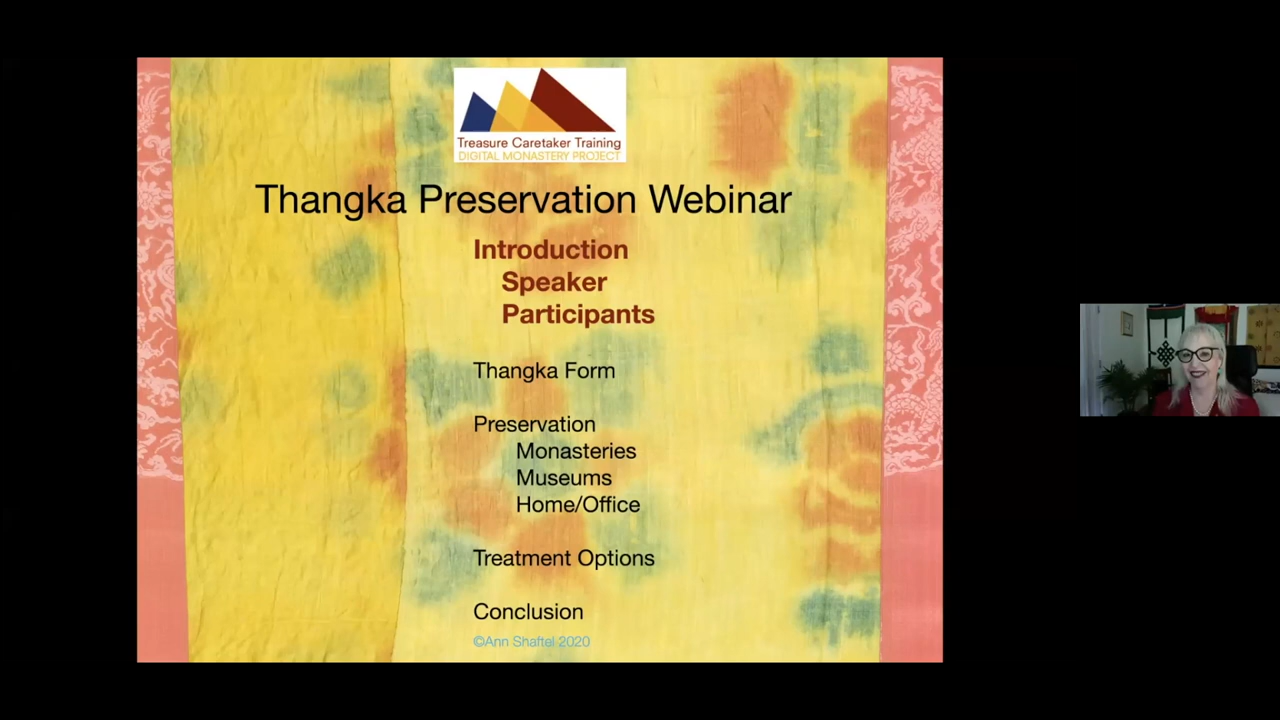 Treasure Caretaker Training
DIGITAL MONASTERY PROJECT
Thangka Preservation Webinar
Introduction
Speaker
Participants
Thangka Form
Preservation
Monasteries
Museums
Home/Office
Treatment Options
Conclusion
©Ann Shaftel 2020